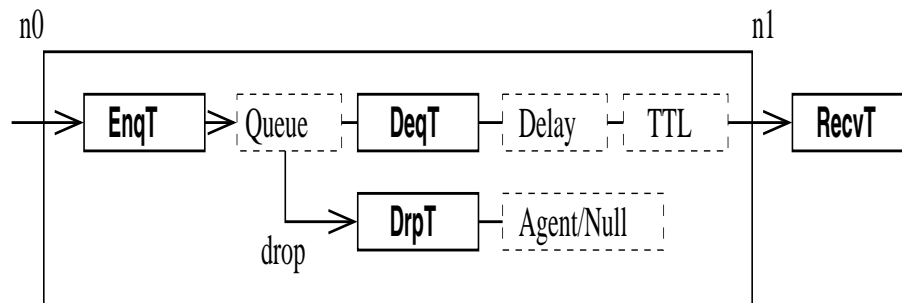 n0 n1
EnqT Queue DeqT Delay TTL RecvT
DrpT Agent/Null
drop